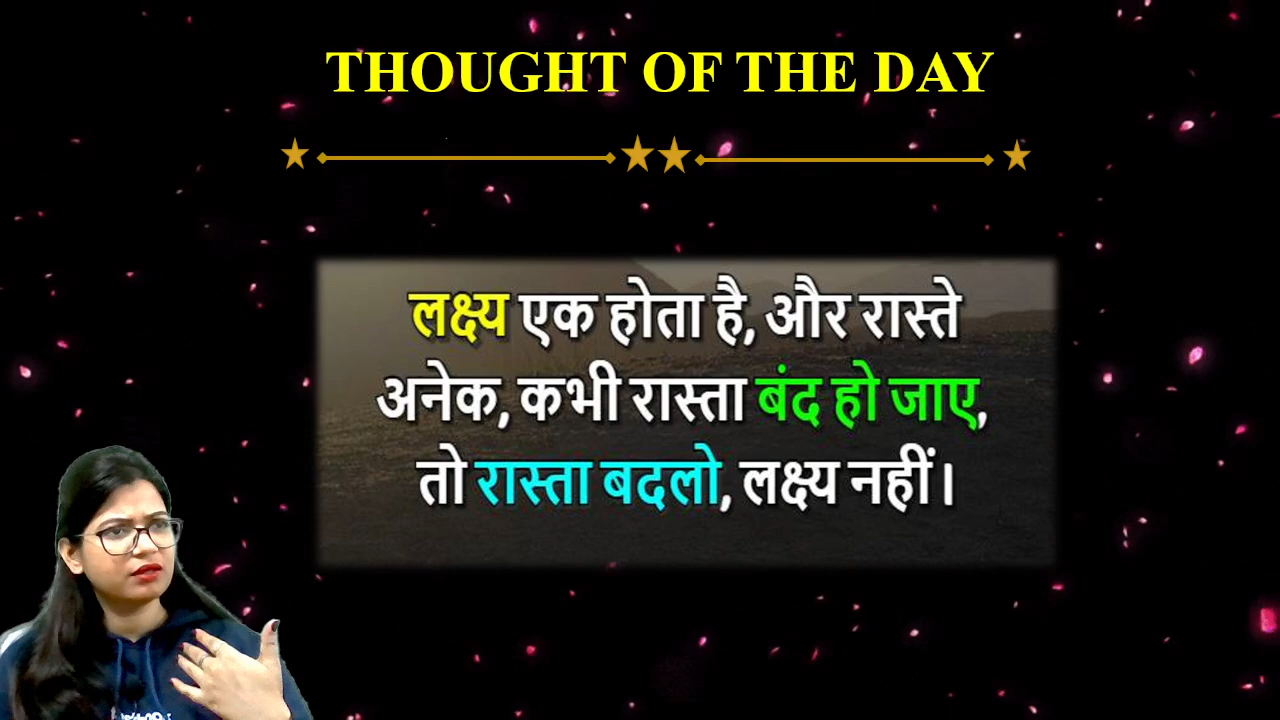 THOUGHT OF THE DAY
लक्ष्य एक होता है, और रास्ते
अनेक, कभी रास्ता बंद हो जाए,
तो रास्ता बदलो, लक्ष्य नहीं।